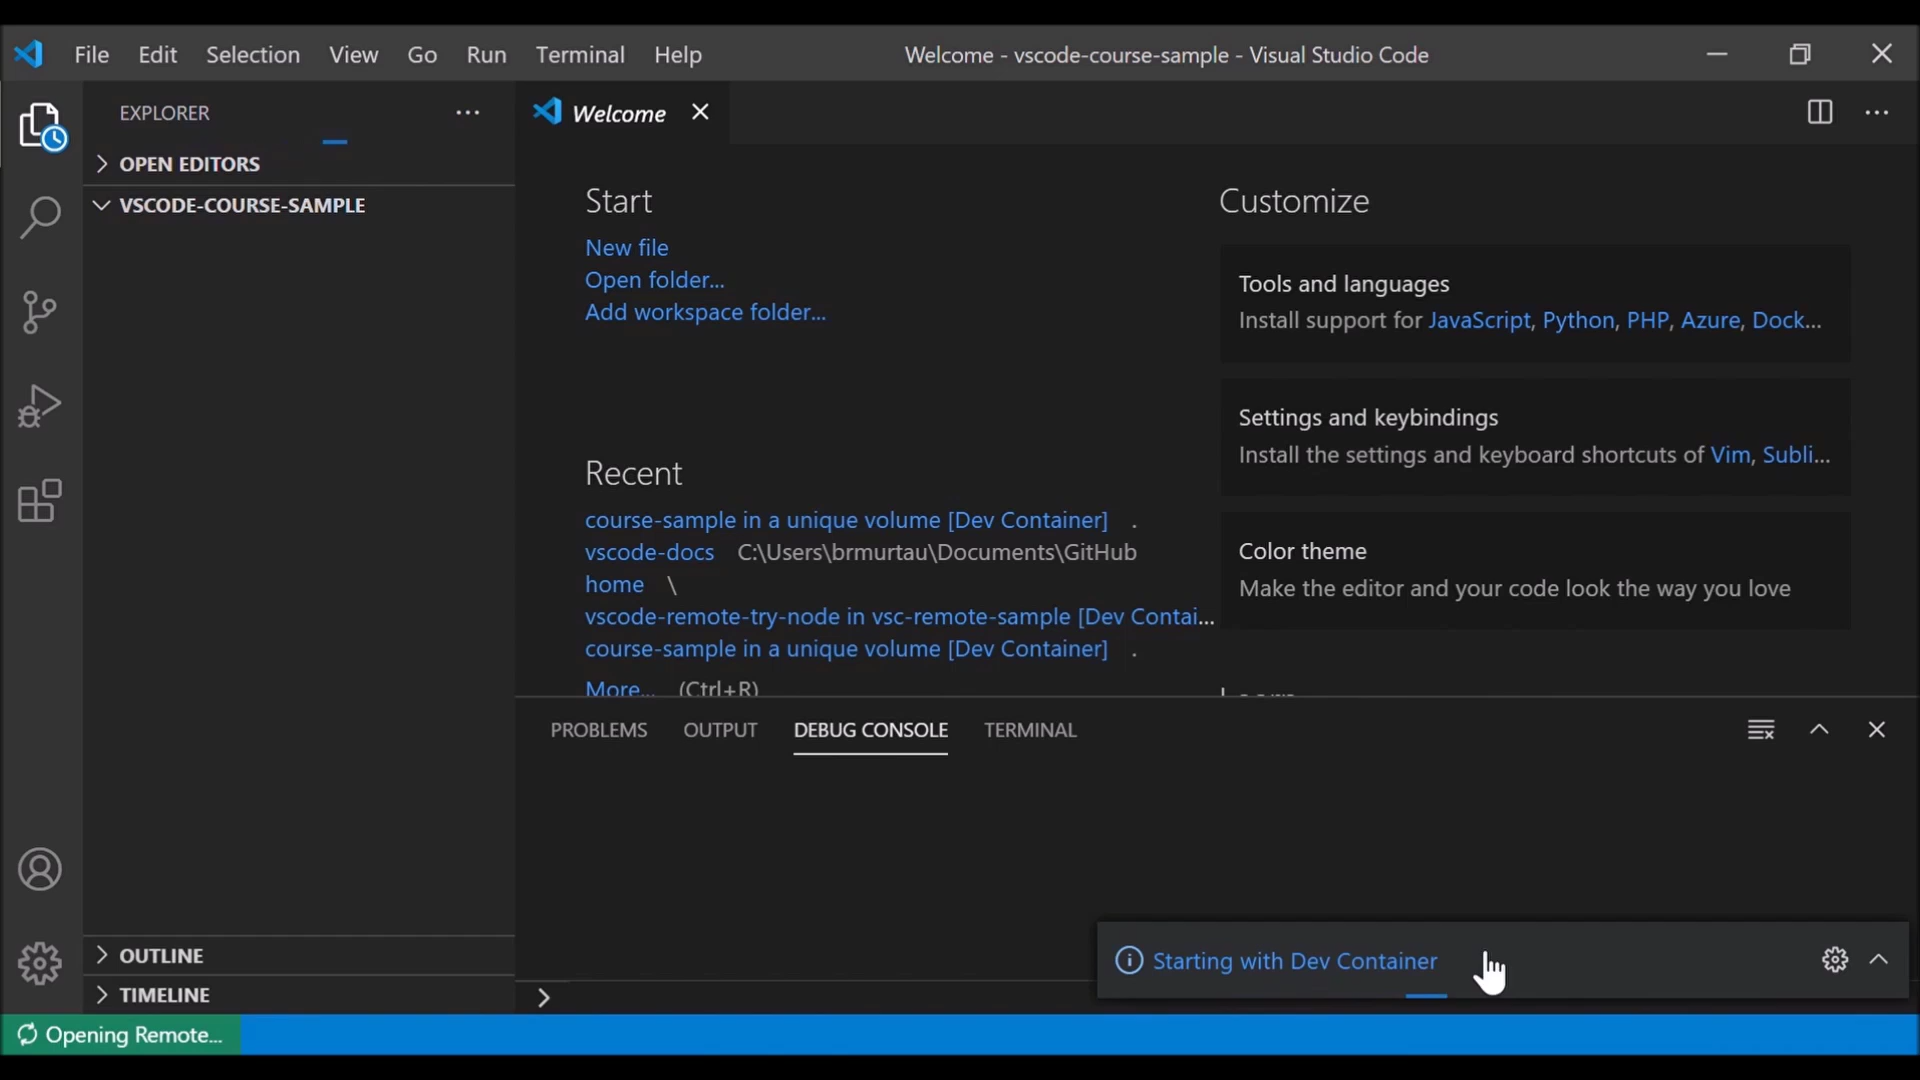 File Edit Selection View Go Run Terminal Help
Welcome - vscode-course-sample - Visual Studio Code
EXPLORER
OPEN EDITORS
VSCODE-COURSE-SAMPLE
OUTLINE
TIMELINE
Welcome
Start
New file
Open folder...
Add workspace folder...
Recent
course-sample in a unique volume [Dev Container] .
vscode-docs C:\Users\brmurtau\Documents\GitHub
home \
vscode-remote-try-node in vsc-remote-sample [Dev Contai...
course-sample in a unique volume [Dev Container] .
More... (Ctrl+R)
Customize
Tools and languages
Install support for JavaScript, Python, PHP, Azure, Dock...
Settings and keybindings
Install the settings and keyboard shortcuts of Vim, Subli...
Color theme
Make the editor and your code look the way you love
PROBLEMS OUTPUT DEBUG CONSOLE TERMINAL
Starting with Dev Container
Opening Remote...